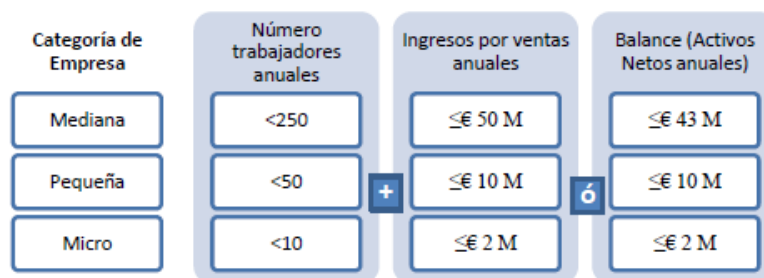 Categoría de
Empresa
Número
trabajadores
anuales
Ingresos por ventas
anuales
Balance (Activos
Netos anuales)
Mediana
<250
≤€ 50 M
≤€ 43 M
Pequeña
<50
+
≤€ 10 M
ó
≤€ 10 M
Micro
<10
≤€ 2 M
≤€ 2 M